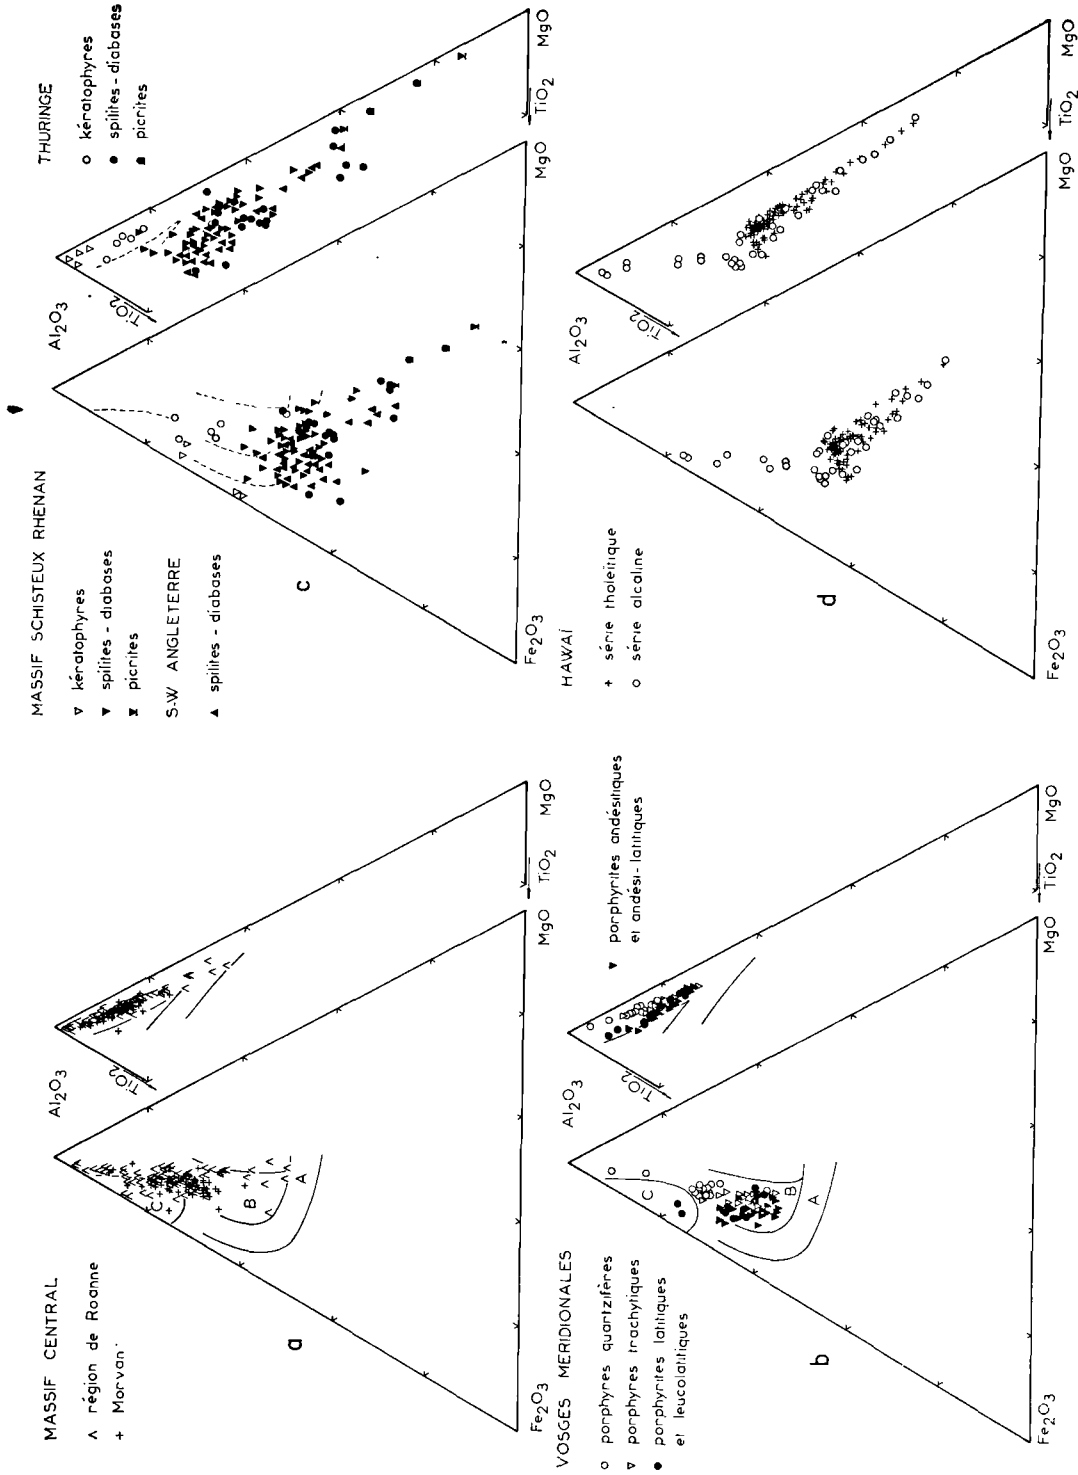 MASSIF CENTRAL
ʌ région de Roanne
+ Morvan
a
Al₂O₃
Fe₂O₃
MgO
TiO₂
TiO₂
MgO
A
B
C
VOSGES MERIDIONALES
o porphyres quartzifères
▿ porphyres trachytiques
● porphyrites latitiques
et leucolatitiques
▼ porphyrites andésitiques
et andési-latitiques
b
Al₂O₃
Fe₂O₃
MgO
TiO₂
TiO₂
MgO
A
B
C
MASSIF SCHISTEUX RHENAN
▿ kératophyres
▼ spilites - diabases
picrites
S-W ANGLETERRE
▲ spilites - diabases
THURINGE
o kératophyres
● spilites - diabases
picrites
c
Al₂O₃
Fe₂O₃
MgO
TiO₂
TiO₂
MgO
HAWAÏ
+ série tholeïtique
o série alcaline
d
Al₂O₃
Fe₂O₃
MgO
TiO₂
TiO₂
MgO